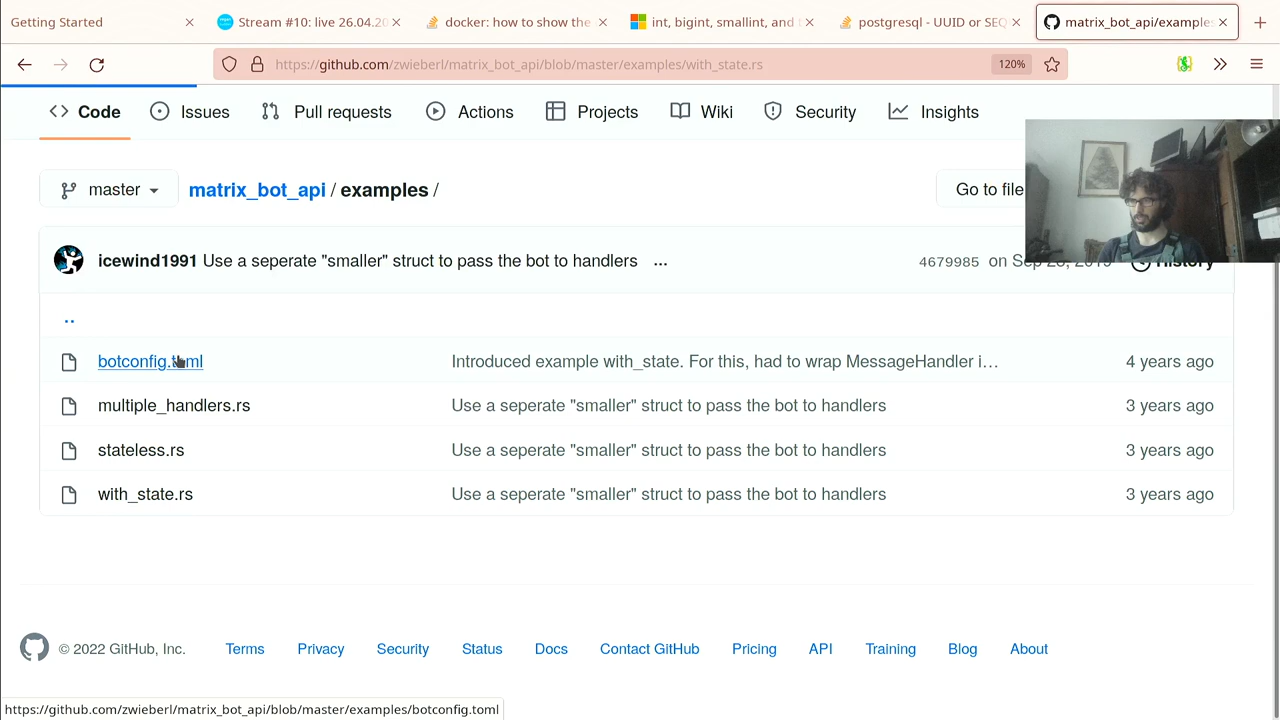 Getting Started
Stream #10: live 26.04.20
docker: how to show the
int, bigint, smallint, and t
postgresql - UUID or SEQ
matrix_bot_api/examples
https://github.com/zwieberl/matrix_bot_api/blob/master/examples/with_state.rs
120%
Code
Issues
Pull requests
Actions
Projects
Wiki
Security
Insights
master
matrix_bot_api / examples /
Go to file
icewind1991 Use a seperate "smaller" struct to pass the bot to handlers ...
4679985 on Sep
History
..
botconfig.toml Introduced example with_state. For this, had to wrap MessageHandler i… 4 years ago
multiple_handlers.rs Use a seperate "smaller" struct to pass the bot to handlers 3 years ago
stateless.rs Use a seperate "smaller" struct to pass the bot to handlers 3 years ago
with_state.rs Use a seperate "smaller" struct to pass the bot to handlers 3 years ago
© 2022 GitHub, Inc. Terms Privacy Security Status Docs Contact GitHub Pricing API Training Blog About
https://github.com/zwieberl/matrix_bot_api/blob/master/examples/botconfig.toml